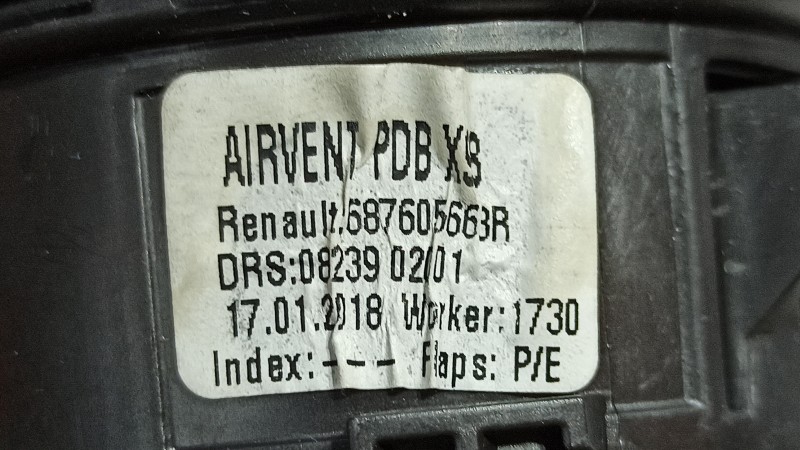 AIRVENT PDB XS
Renault:687605663R
DRS:08239 02/01
17.01.2018 Worker:1730
Index:--- Flaps: P/E